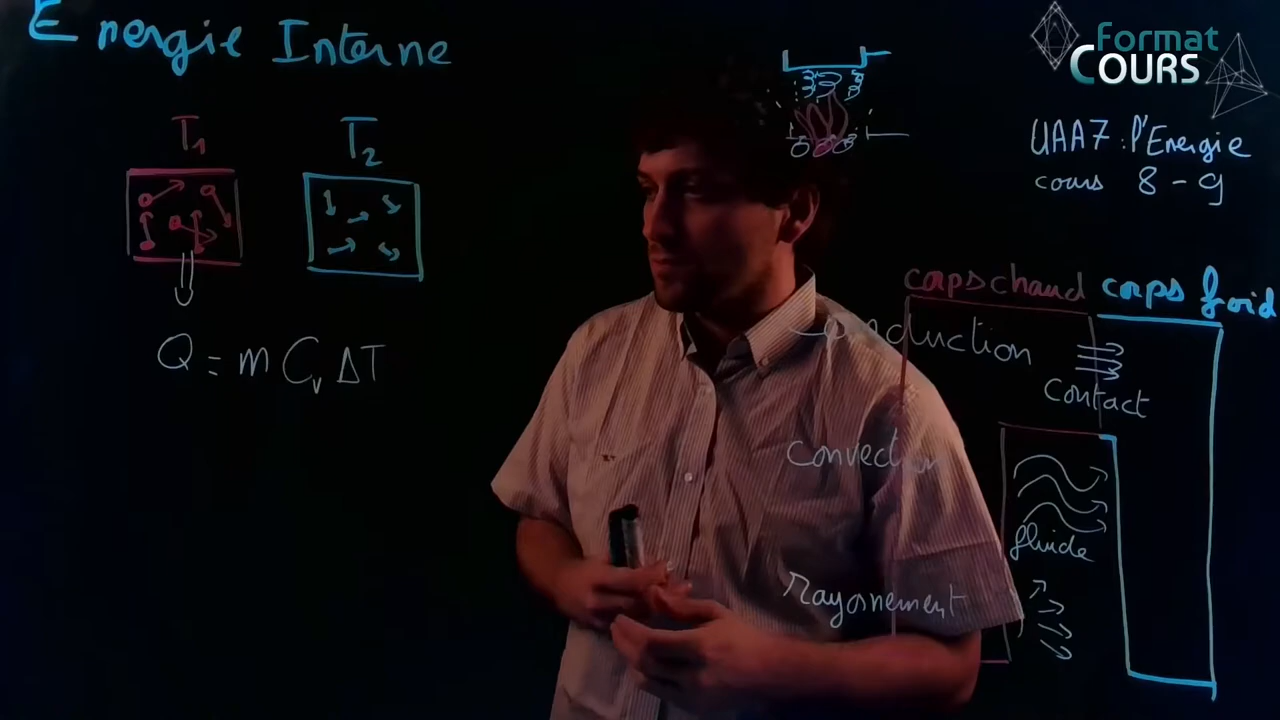 Energie Interne
T1 T2
Q = m Cv ΔT
Format
COURS
UAA7 : l'Energie
cours 8 - 9
corps chaud corps froid
conduction
contact
Convection
fluide
Rayonnement